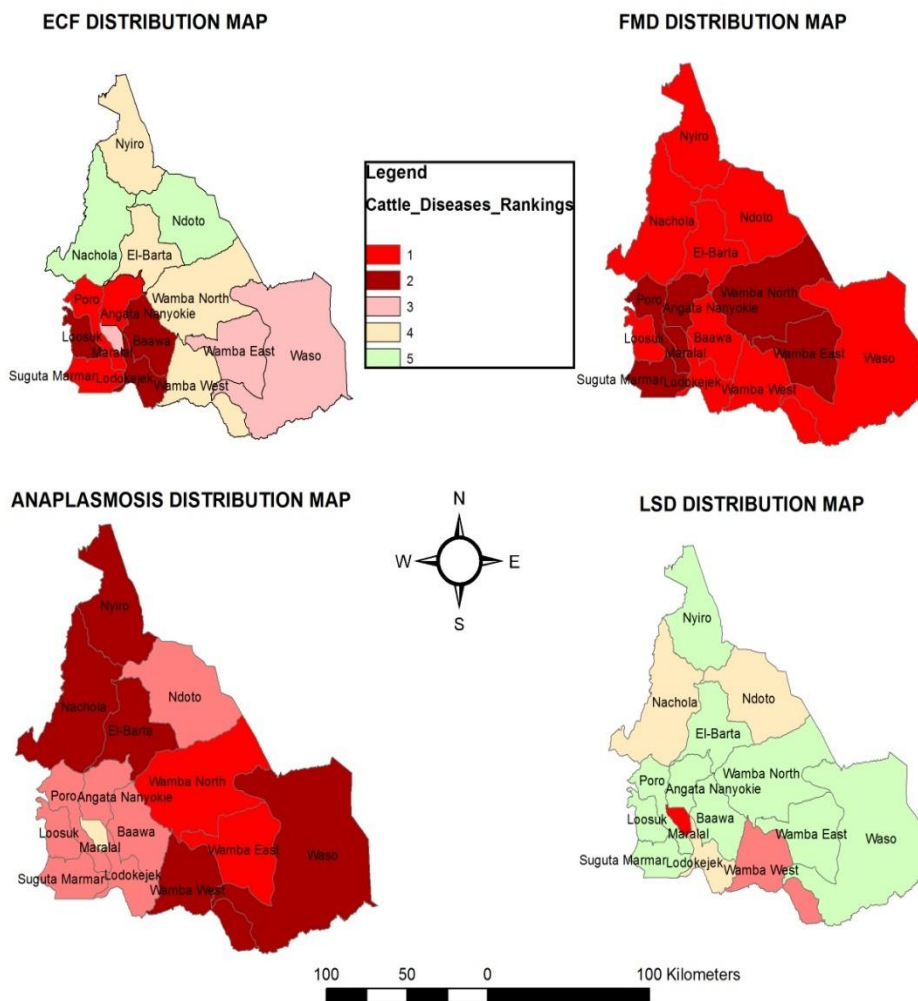 ECF DISTRIBUTION MAP
Nyiro
Ndoto
Nachola
El-Barta
Poro
Wamba North
Angata Nanyokie
Loosuk
Baawa
Maralal
Wamba East
Waso
Suguta Marmar
Lodokejek
Wamba West
Legend
Cattle_Diseases_Rankings
1
2
3
4
5
FMD DISTRIBUTION MAP
Nyiro
Nachola
Ndoto
El-Barta
Poro
Wamba North
Angata Nanyokie
Loosuk
Baawa
Maralal
Wamba East
Waso
Suguta Marmar
Lodokejek
Wamba West
ANAPLASMOSIS DISTRIBUTION MAP
Nyiro
Ndoto
Nachola
El-Barta
Wamba North
Poro
Angata Nanyokie
Loosuk
Baawa
Maralal
Wamba East
Waso
Suguta Marmar
Lodokejek
Wamba West
N
W
E
S
LSD DISTRIBUTION MAP
Nyiro
Nachola
Ndoto
El-Barta
Poro
Wamba North
Angata Nanyokie
Loosuk
Baawa
Maralal
Wamba East
Waso
Suguta Marmar
Lodokejek
Wamba West
100 50 0 100 Kilometers